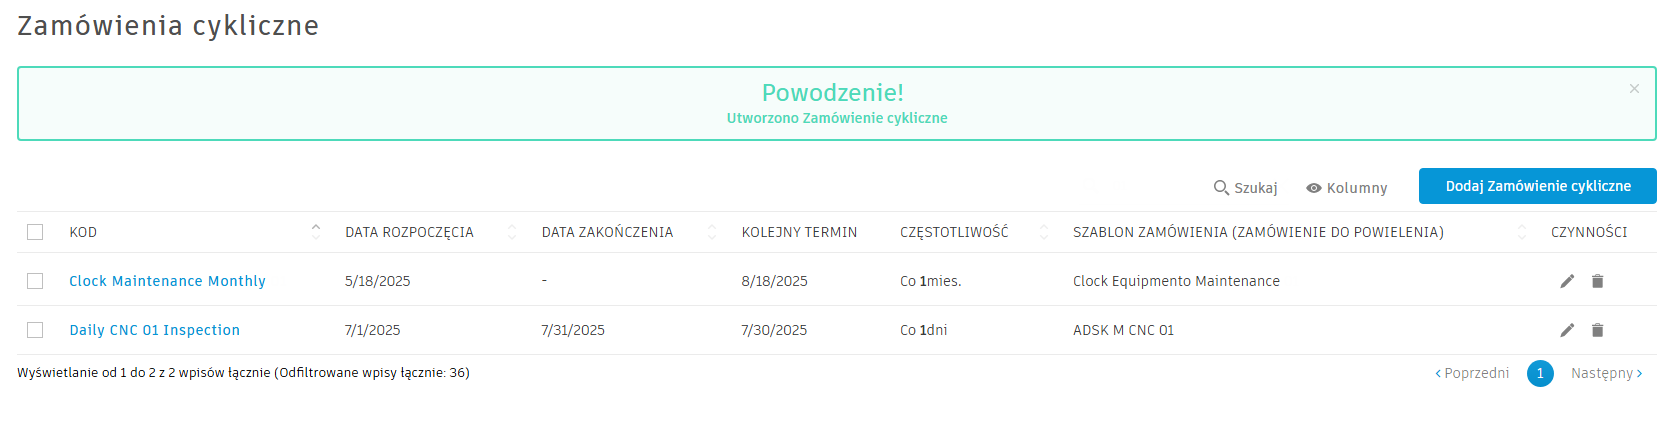 Zamówienia cykliczne
Powodzenie!
×
Utworzono Zamówienie cykliczne
Szukaj Kolumny Dodaj Zamówienie cykliczne
KOD DATA ROZPOCZĘCIA DATA ZAKOŃCZENIA KOLEJNY TERMIN CZĘSTOTLIWOŚĆ SZABLON ZAMÓWIENIA (ZAMÓWIENIE DO POWIELENIA) CZYNNOŚCI
Clock Maintenance Monthly 5/18/2025 - 8/18/2025 Co 1mies. Clock Equipmento Maintenance
Daily CNC 01 Inspection 7/1/2025 7/31/2025 7/30/2025 Co 1dni ADSK M CNC 01
Wyświetlanie od 1 do 2 z 2 wpisów łącznie (Odfiltrowane wpisy łącznie: 36) ‹ Poprzedni 1 Następny ›